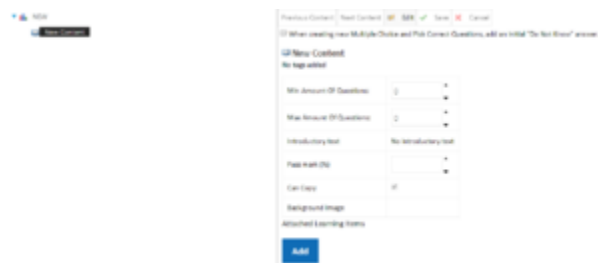 NEW
New Content
Previous Content Next Content Edit Save Cancel
When creating new Multiple Choice and Pick Correct Questions, add an initial "Do Not Know" answer
New Content
No tags added
Min Amount Of Questions: 0
Max Amount Of Questions: 0
Introductory text No introductory text
Pass mark (%)
Can Copy
Background Image
Attached Learning Items
Add